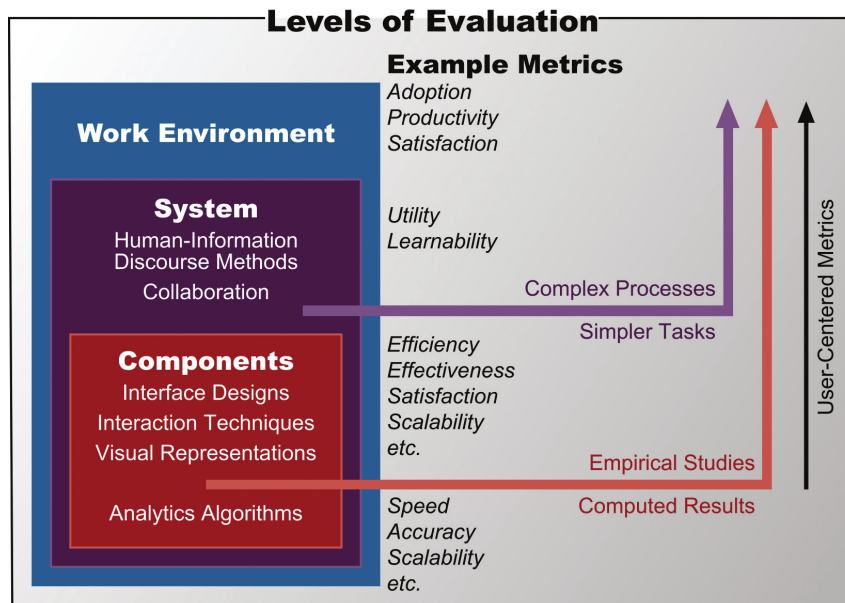 Levels of Evaluation
Example Metrics
Work Environment
Adoption
Productivity
Satisfaction
System
Human-Information
Discourse Methods
Collaboration
Utility
Learnability
Complex Processes
Simpler Tasks
Components
Interface Designs
Interaction Techniques
Visual Representations
Analytics Algorithms
Efficiency
Effectiveness
Satisfaction
Scalability
etc.
Empirical Studies
Computed Results
Speed
Accuracy
Scalability
etc.
User-Centered Metrics